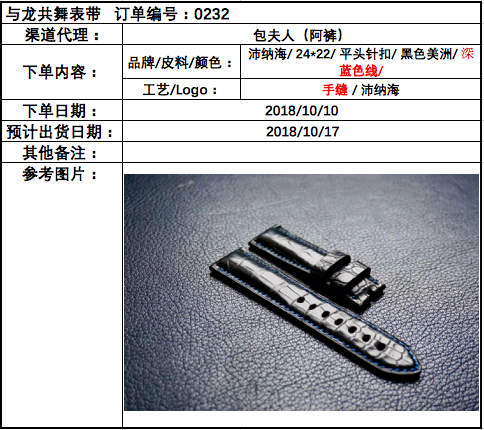 与龙共舞表带 订单编号：0232
渠道代理： 包夫人（阿裤）
下单内容： 品牌/皮料/颜色： 沛纳海/ 24*22/ 平头针扣/ 黑色美洲/ 深
蓝色线/
工艺/Logo： 手缝 / 沛纳海
下单日期： 2018/10/10
预计出货日期： 2018/10/17
其他备注：
参考图片：